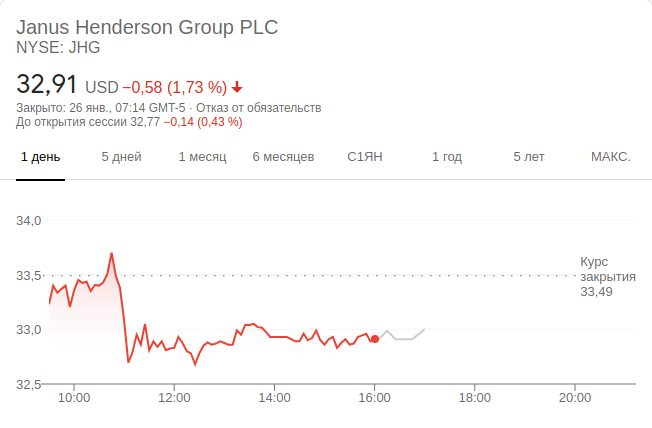 Janus Henderson Group PLC
NYSE: JHG
32,91 USD −0,58 (1,73 %)
Закрыто: 26 янв., 07:14 GMT-5 · Отказ от обязательств
До открытия сессии 32,77 −0,14 (0,43 %)
1 день 5 дней 1 месяц 6 месяцев С1ЯН 1 год 5 лет МАКС.
34,0
33,5
33,0
32,5
Курс
закрытия
33,49
10:00 12:00 14:00 16:00 18:00 20:00